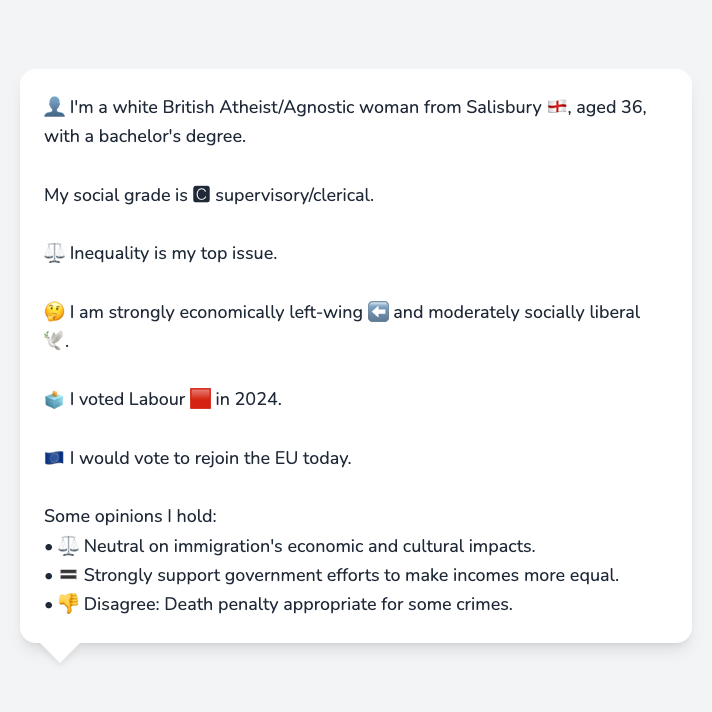 👤 I'm a white British Atheist/Agnostic woman from Salisbury 🏴󠁧󠁢󠁥󠁮󠁧󠁿, aged 36,
with a bachelor's degree.
My social grade is 🅲 supervisory/clerical.
⚖️ Inequality is my top issue.
🤔 I am strongly economically left-wing ⬅️ and moderately socially liberal
🕊️.
🗳️ I voted Labour 🟥 in 2024.
🇪🇺 I would vote to rejoin the EU today.
Some opinions I hold:
• ⚖️ Neutral on immigration's economic and cultural impacts.
• 🟰 Strongly support government efforts to make incomes more equal.
• 👎 Disagree: Death penalty appropriate for some crimes.